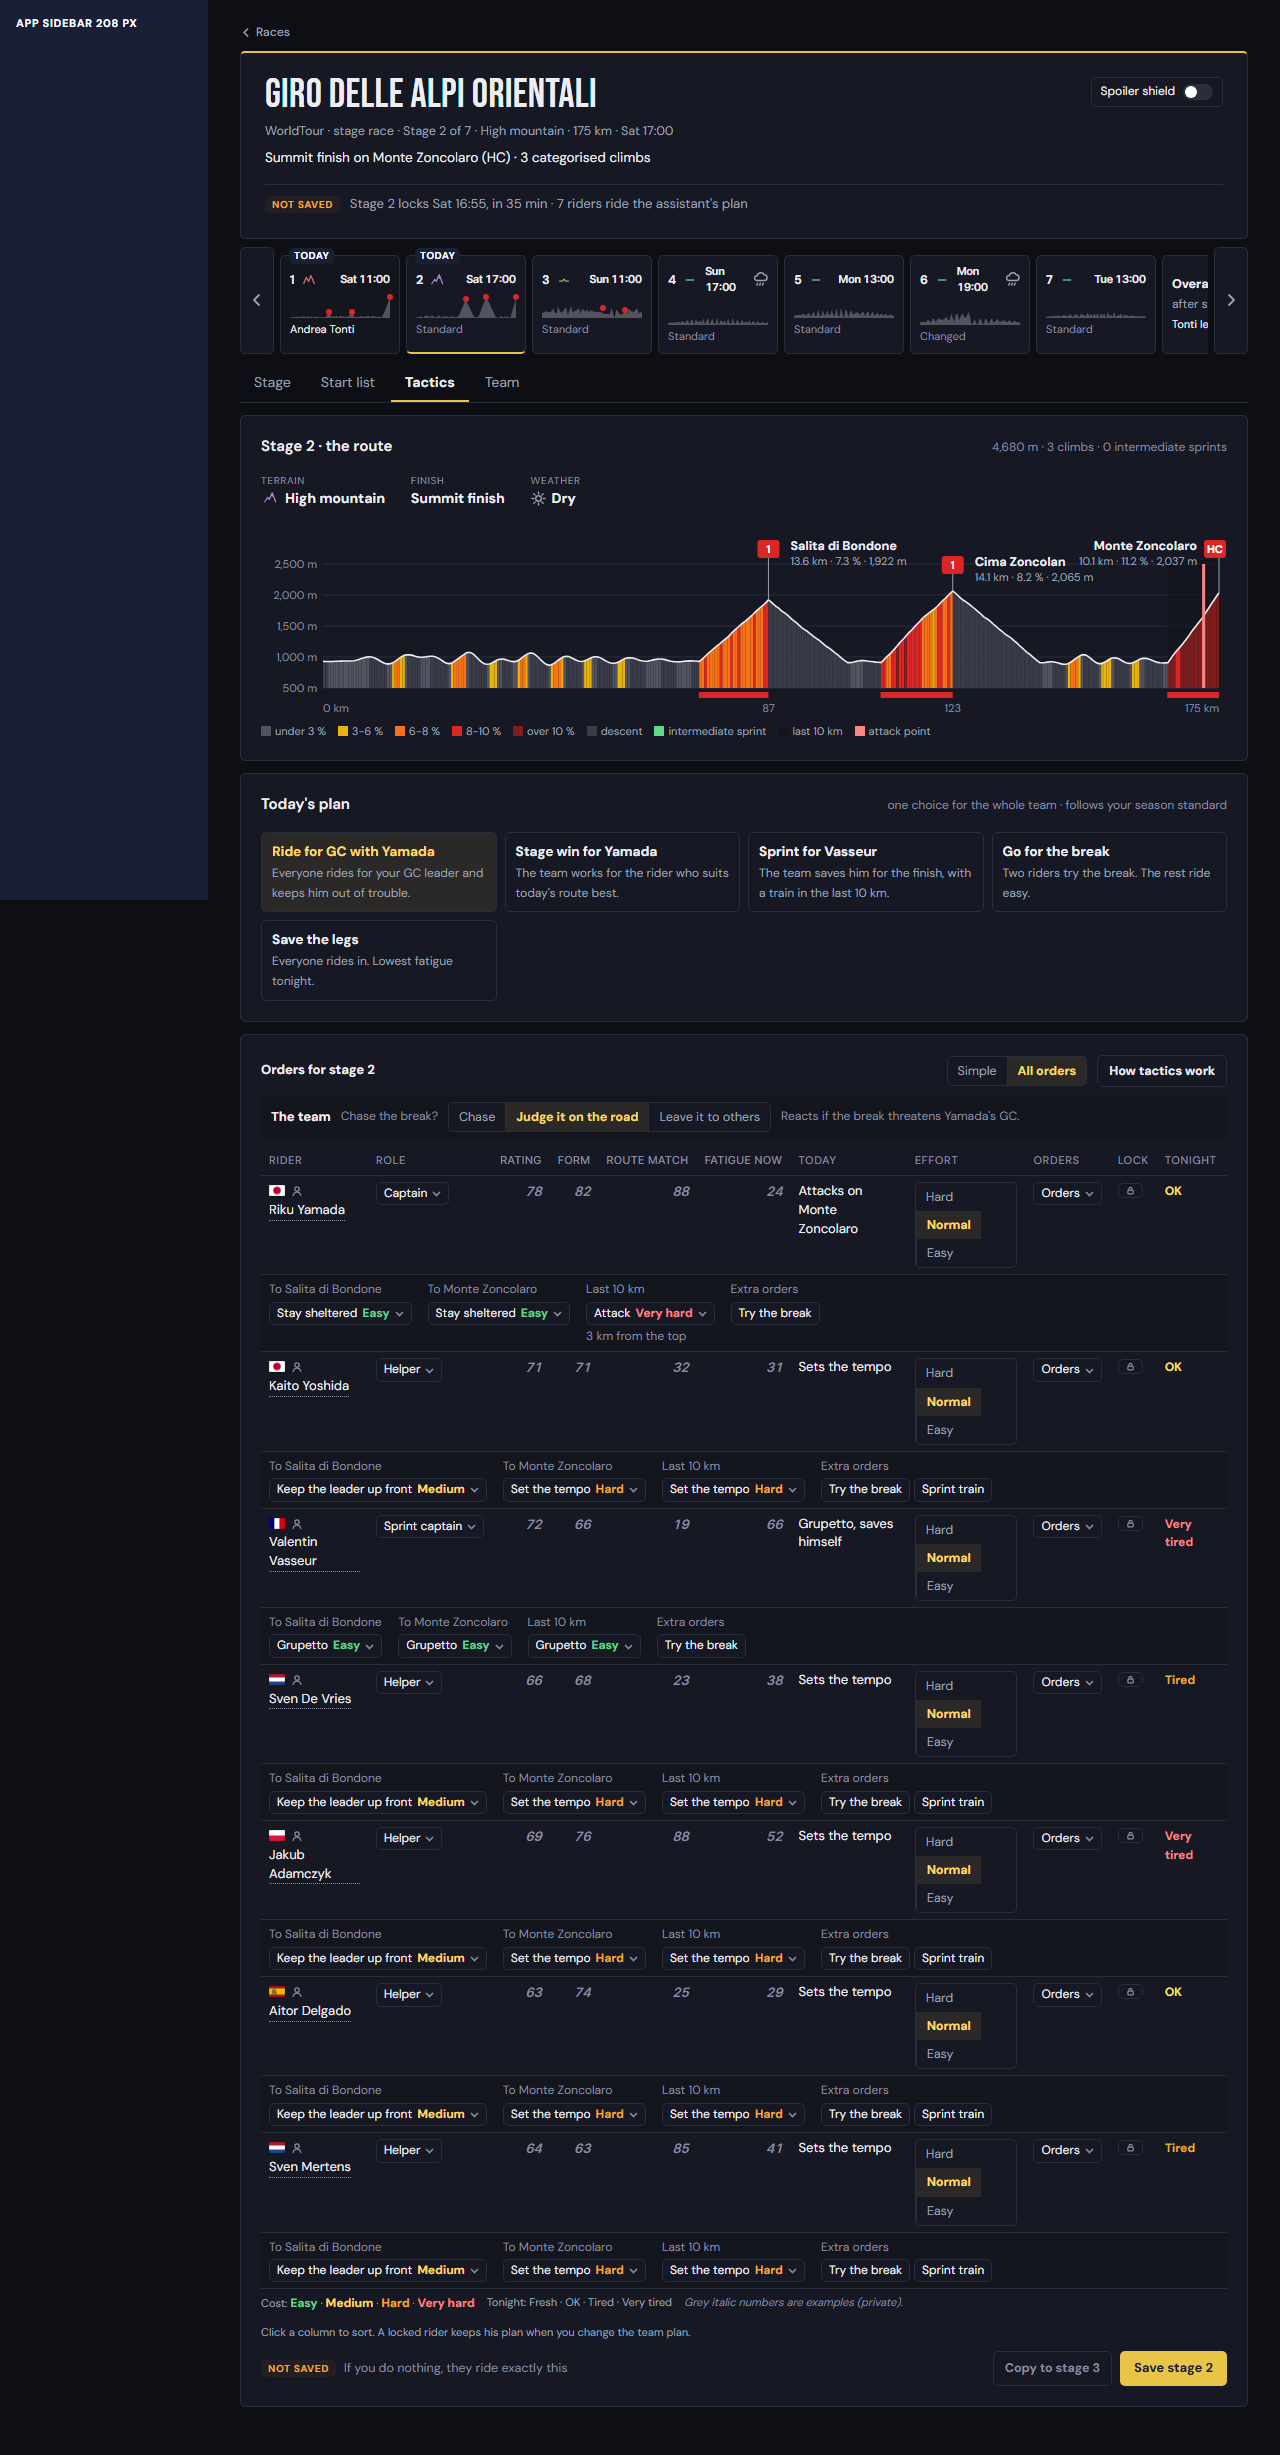 APP SIDEBAR 208 PX
Races
GIRO DELLE ALPI ORIENTALI
Spoiler shield
WorldTour · stage race · Stage 2 of 7 · High mountain · 175 km · Sat 17:00
Summit finish on Monte Zoncolaro (HC) · 3 categorised climbs
NOT SAVED Stage 2 locks Sat 16:55, in 35 min · 7 riders ride the assistant's plan
TODAY
1 Sat 11:00
Andrea Tonti
TODAY
2 Sat 17:00
Standard
3 Sun 11:00
Standard
4 Sun 17:00
Standard
5 Mon 13:00
Standard
6 Mon 19:00
Changed
7 Tue 13:00
Standard
Overa
after s
Tonti le
Stage Start list Tactics Team
Stage 2 · the route
4,680 m · 3 climbs · 0 intermediate sprints
TERRAIN FINISH WEATHER
High mountain Summit finish Dry
1 Salita di Bondone
13.6 km · 7.3 % · 1,922 m
1 Cima Zoncolan
14.1 km · 8.2 % · 2,065 m
Monte Zoncolaro HC
10.1 km · 11.2 % · 2,037 m
2,500 m
2,000 m
1,500 m
1,000 m
500 m
0 km 87 123 175 km
under 3 % 3-6 % 6-8 % 8-10 % over 10 % descent intermediate sprint last 10 km attack point
Today's plan
one choice for the whole team · follows your season standard
Ride for GC with Yamada
Everyone rides for your GC leader and
keeps him out of trouble.
Stage win for Yamada
The team works for the rider who suits
today's route best.
Sprint for Vasseur
The team saves him for the finish, with
a train in the last 10 km.
Go for the break
Two riders try the break. The rest ride
easy.
Save the legs
Everyone rides in. Lowest fatigue
tonight.
Orders for stage 2
Simple All orders How tactics work
The team Chase the break? Chase Judge it on the road Leave it to others Reacts if the break threatens Yamada's GC.
RIDER ROLE RATING FORM ROUTE MATCH FATIGUE NOW TODAY EFFORT ORDERS LOCK TONIGHT
Riku Yamada Captain 78 82 88 24 Attacks on Monte Zoncolaro Hard Normal Easy Orders OK
To Salita di Bondone To Monte Zoncolaro Last 10 km Extra orders
Stay sheltered Easy Stay sheltered Easy Attack Very hard Try the break
3 km from the top
Kaito Yoshida Helper 71 71 32 31 Sets the tempo Hard Normal Easy Orders OK
To Salita di Bondone To Monte Zoncolaro Last 10 km Extra orders
Keep the leader up front Medium Set the tempo Hard Set the tempo Hard Try the break Sprint train
Valentin Vasseur Sprint captain 72 66 19 66 Grupetto, saves himself Hard Normal Easy Orders Very tired
To Salita di Bondone To Monte Zoncolaro Last 10 km Extra orders
Grupetto Easy Grupetto Easy Grupetto Easy Try the break
Sven De Vries Helper 66 68 23 38 Sets the tempo Hard Normal Easy Orders Tired
To Salita di Bondone To Monte Zoncolaro Last 10 km Extra orders
Keep the leader up front Medium Set the tempo Hard Set the tempo Hard Try the break Sprint train
Jakub Adamczyk Helper 69 76 88 52 Sets the tempo Hard Normal Easy Orders Very tired
To Salita di Bondone To Monte Zoncolaro Last 10 km Extra orders
Keep the leader up front Medium Set the tempo Hard Set the tempo Hard Try the break Sprint train
Aitor Delgado Helper 63 74 25 29 Sets the tempo Hard Normal Easy Orders OK
To Salita di Bondone To Monte Zoncolaro Last 10 km Extra orders
Keep the leader up front Medium Set the tempo Hard Set the tempo Hard Try the break Sprint train
Sven Mertens Helper 64 63 85 41 Sets the tempo Hard Normal Easy Orders Tired
To Salita di Bondone To Monte Zoncolaro Last 10 km Extra orders
Keep the leader up front Medium Set the tempo Hard Set the tempo Hard Try the break Sprint train
Cost: Easy · Medium · Hard · Very hard Tonight: Fresh · OK · Tired · Very tired Grey italic numbers are examples (private).
Click a column to sort. A locked rider keeps his plan when you change the team plan.
NOT SAVED If you do nothing, they ride exactly this
Copy to stage 3 Save stage 2